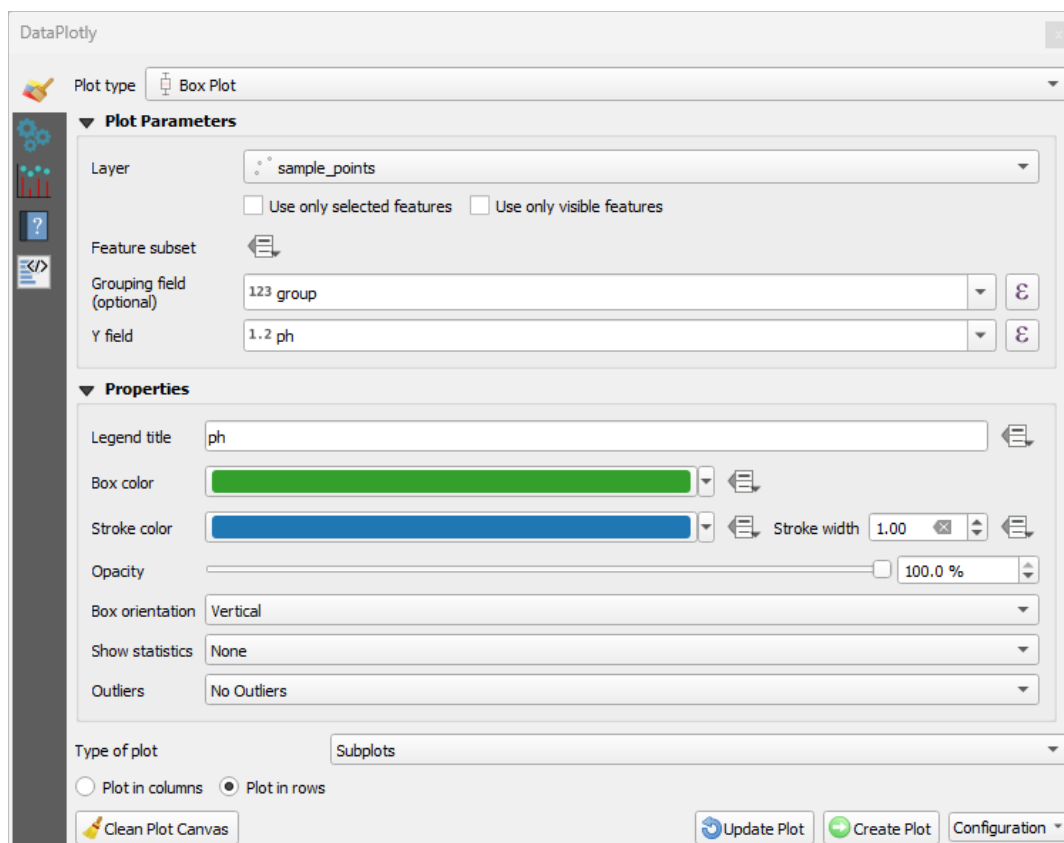 DataPlotly
x
Plot type Box Plot
Plot Parameters
Layer sample_points
Use only selected features Use only visible features
Feature subset
Grouping field
(optional) 123 group ε
Y field 1.2 ph ε
Properties
Legend title ph
Box color
Stroke color Stroke width 1.00
Opacity 100.0 %
Box orientation Vertical
Show statistics None
Outliers No Outliers
Type of plot Subplots
Plot in columns Plot in rows
Clean Plot Canvas Update Plot Create Plot Configuration